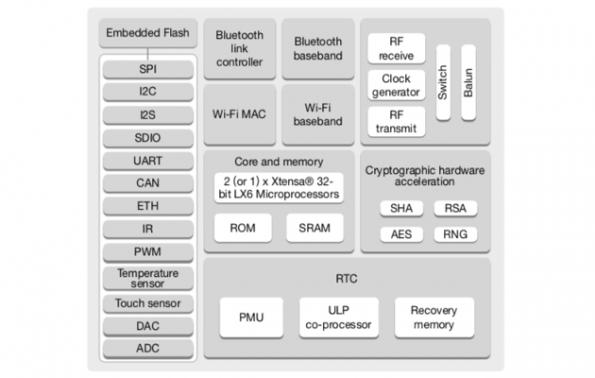 Embedded Flash
SPI
I2C
I2S
SDIO
UART
CAN
ETH
IR
PWM
Temperature
sensor
Touch sensor
DAC
ADC
Bluetooth
link
controller
Bluetooth
baseband
Wi-Fi MAC
Wi-Fi
baseband
RF
receive
Clock
generator
RF
transmit
Switch
Balun
Core and memory
2 (or 1) x Xtensa® 32-
bit LX6 Microprocessors
ROM
SRAM
Cryptographic hardware
acceleration
SHA
RSA
AES
RNG
RTC
PMU
ULP
co-processor
Recovery
memory